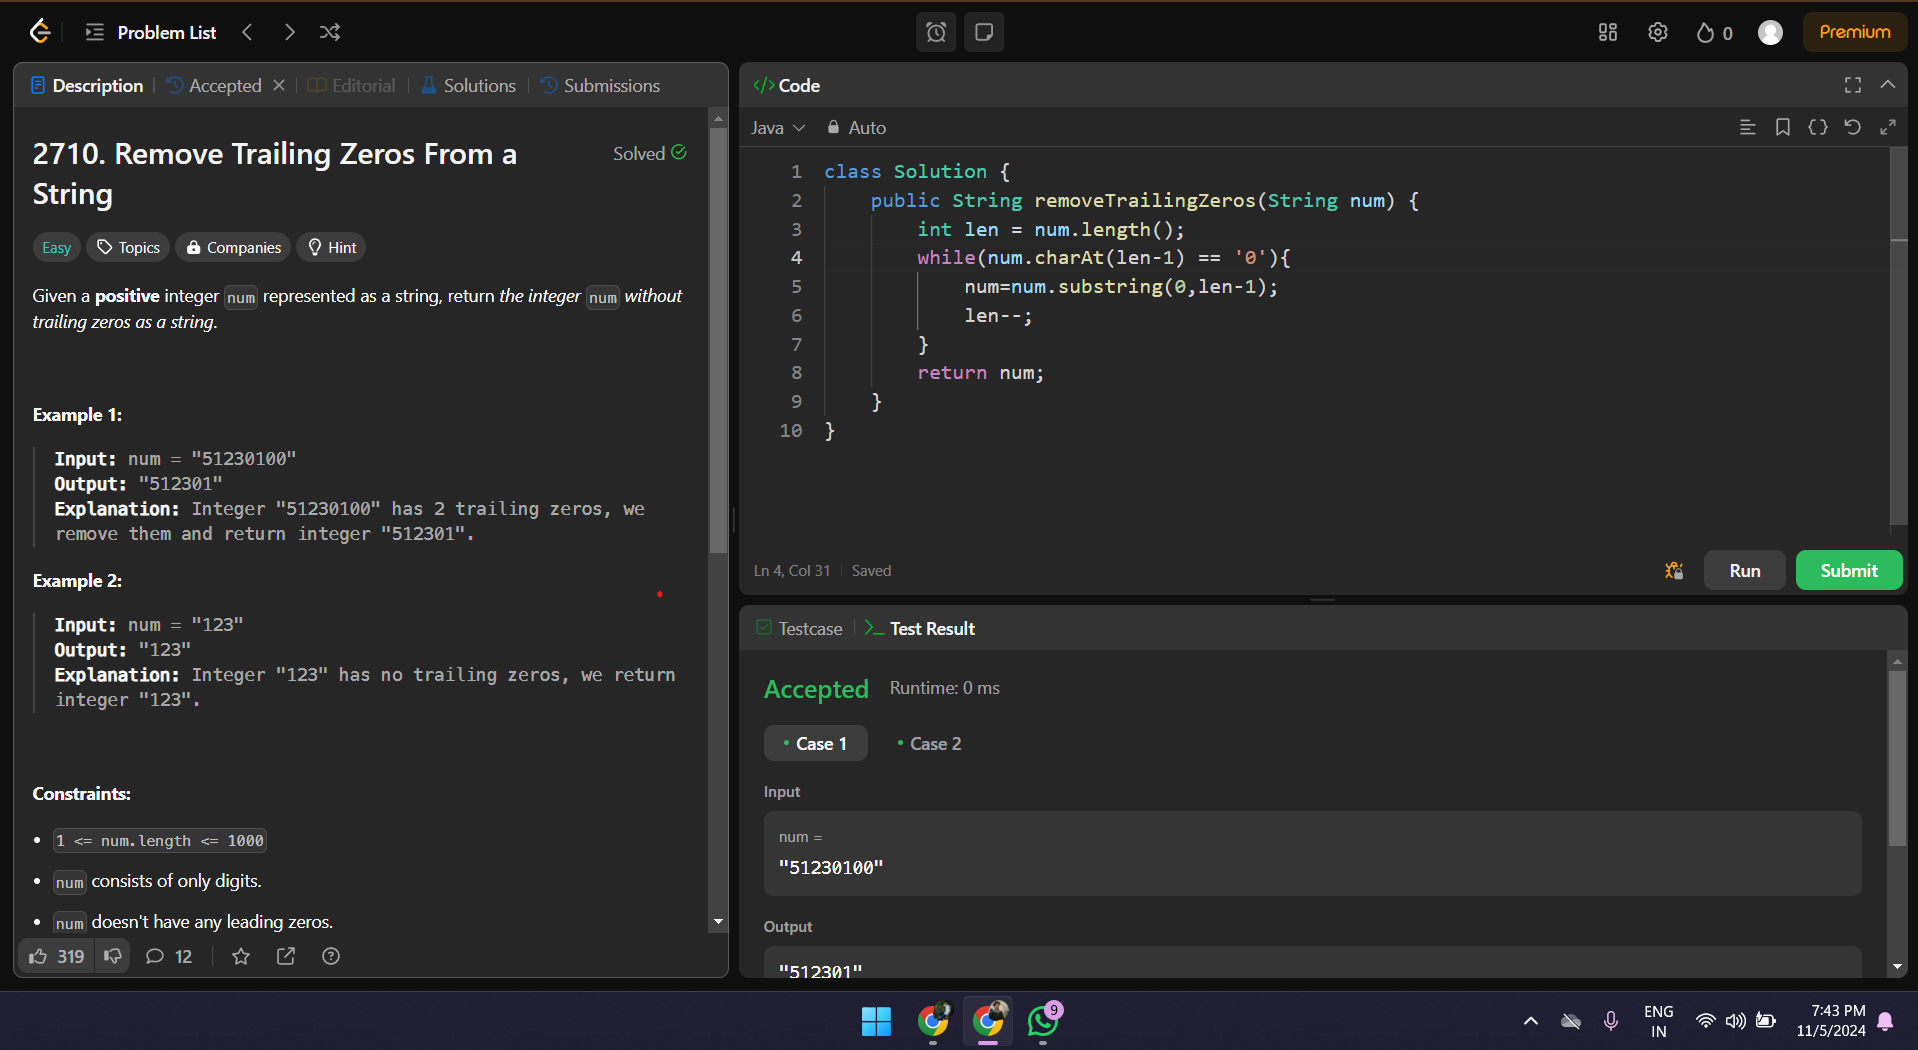 Problem List
0
Premium
Description
Accepted
Editorial
Solutions
Submissions
2710. Remove Trailing Zeros From a
String
Solved
Easy
Topics
Companies
Hint
Given a positive integer num represented as a string, return the integer num without
trailing zeros as a string.
Example 1:
Input: num = "51230100"
Output: "512301"
Explanation: Integer "51230100" has 2 trailing zeros, we
remove them and return integer "512301".
Example 2:
Input: num = "123"
Output: "123"
Explanation: Integer "123" has no trailing zeros, we return
integer "123".
Constraints:
• 1 <= num.length <= 1000
• num consists of only digits.
• num doesn't have any leading zeros.
319
12
</> Code
Java
Auto
1 class Solution {
2 public String removeTrailingZeros(String num) {
3 int len = num.length();
4 while(num.charAt(len-1) == '0'){
5 num=num.substring(0,len-1);
6 len--;
7 }
8 return num;
9 }
10 }
Ln 4, Col 31
Saved
Run
Submit
Testcase
>_ Test Result
Accepted
Runtime: 0 ms
• Case 1
• Case 2
Input
num =
"51230100"
Output
"512301"
9
ENG
IN
7:43 PM
11/5/2024